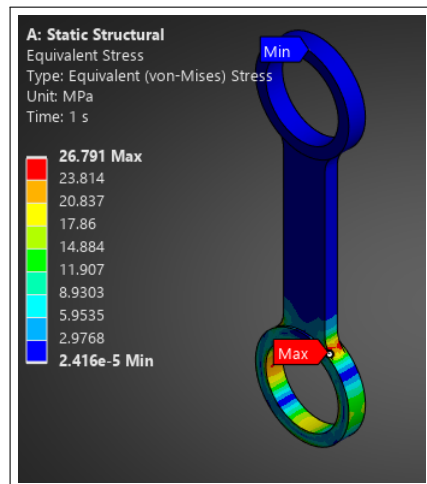 A: Static Structural
Equivalent Stress
Type: Equivalent (von-Mises) Stress
Unit: MPa
Time: 1 s
26.791 Max
23.814
20.837
17.86
14.884
11.907
8.9303
5.9535
2.9768
2.416e-5 Min
Min
Max